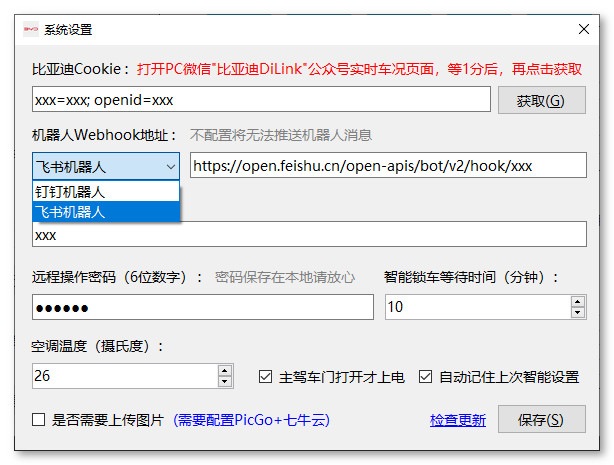 系统设置
比亚迪Cookie：打开PC微信"比亚迪DiLink"公众号实时车况页面，等1分后，再点击获取
xxx=xxx; openid=xxx 获取(G)
机器人Webhook地址： 不配置将无法推送机器人消息
飞书机器人 https://open.feishu.cn/open-apis/bot/v2/hook/xxx
钉钉机器人
飞书机器人
xxx
远程操作密码（6位数字）： 密码保存在本地请放心 智能锁车等待时间（分钟）：
●●●●●● 10
空调温度（摄氏度）：
26 主驾车门打开才上电 自动记住上次智能设置
是否需要上传图片 （需要配置PicGo+七牛云） 检查更新 保存(S)